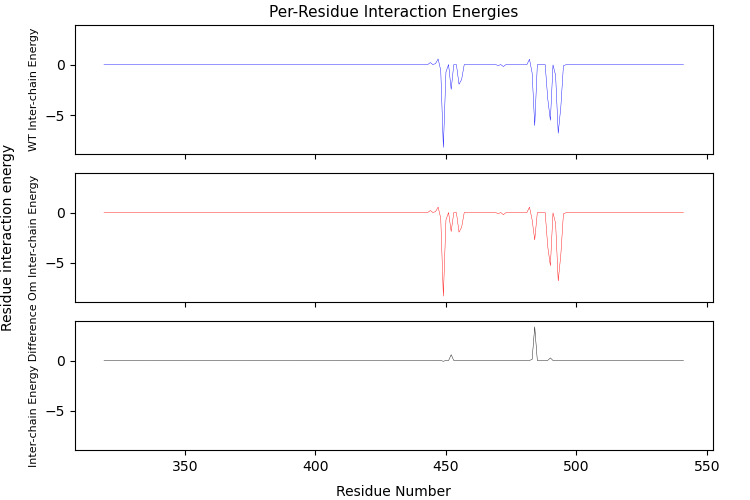 Per-Residue Interaction Energies
WT Inter-chain Energy
0
−5
Residue interaction energy
Om Inter-chain Energy
0
−5
Inter-chain Energy Difference
0
−5
350
400
450
500
550
Residue Number